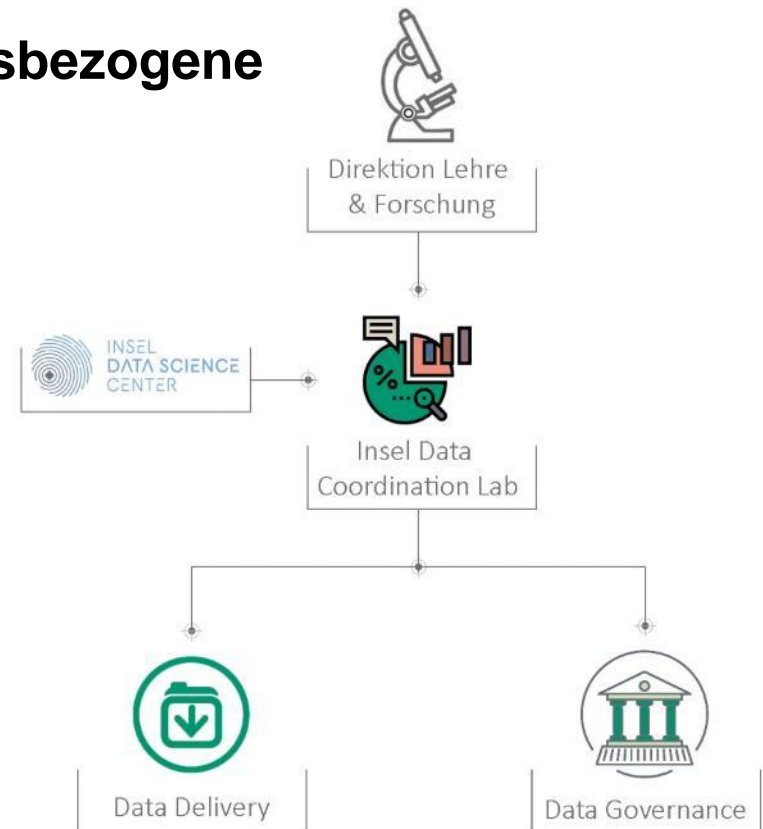 sbezogene
Direktion Lehre
& Forschung
INSEL
DATA SCIENCE
CENTER
%
Insel Data
Coordination Lab
Data Delivery
Data Governance